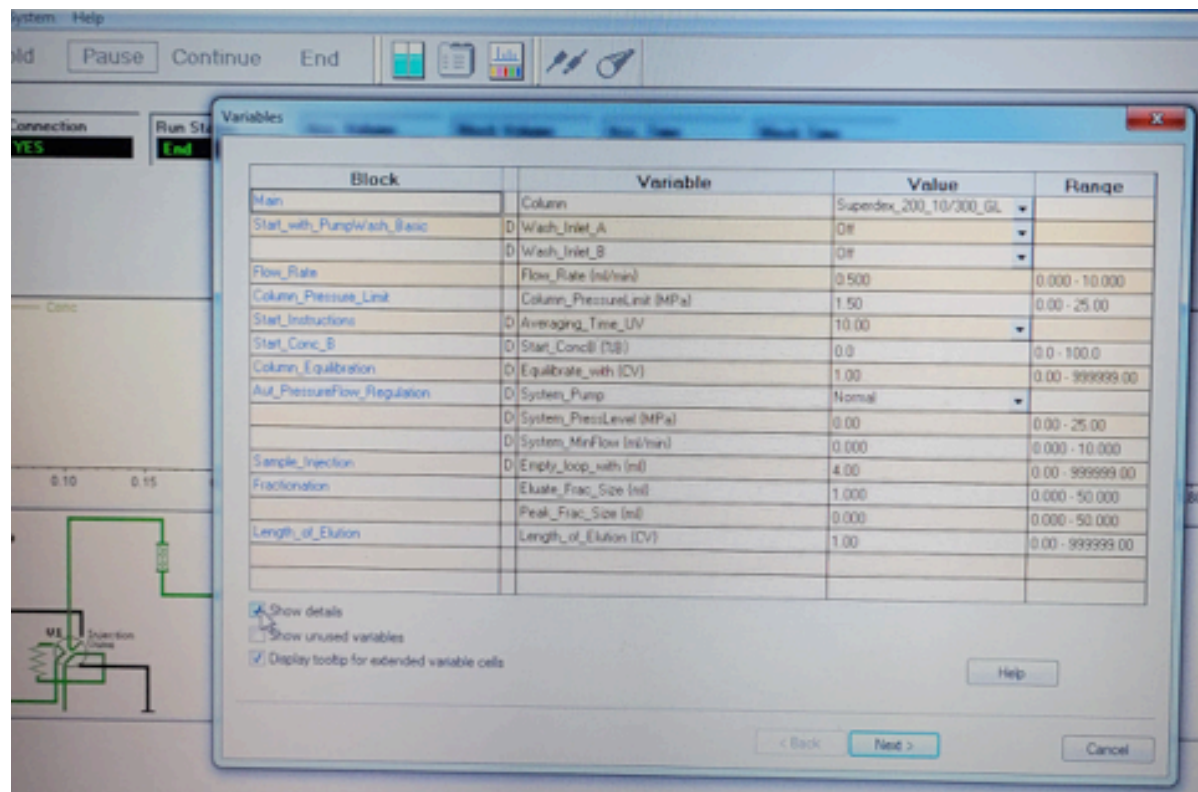 System Help
Pause Continue End
Connection
YES
Run
End
Conc
0.10 0.15
V1 Injection
Variables
Block Variable Value Range
Main Column Superdex_200_10/300_GL
Start_with_PumpWash_Basic D Wash_Inlet_A Off
D Wash_Inlet_B Off
Flow_Rate Flow_Rate (ml/min) 0.500 0.000 - 10.000
Column_Pressure_Limit Column_PressureLimit (MPa) 1.50 0.00 - 25.00
Start_Instructions D Averaging_Time_UV 10.00
Start_Conc_B D Start_ConcB (%B) 0.0 0.0 - 100.0
Column_Equilibration D Equilibrate_with (CV) 1.00 0.00 - 999999.00
Aut_PressureFlow_Regulation D System_Pump Normal
D System_PressLevel (MPa) 0.00 0.00 - 25.00
D System_MinFlow (ml/min) 0.000 0.000 - 10.000
Sample_Injection D Empty_loop_with (ml) 4.00 0.00 - 999999.00
Fractionation Eluate_Frac_Size (ml) 1.000 0.000 - 50.000
Peak_Frac_Size (ml) 0.000 0.000 - 50.000
Length_of_Elution Length_of_Elution (CV) 1.00 0.00 - 999999.00
Show details
Show unused variables
Display tooltip for extended variable cells
Help
< Back Next > Cancel